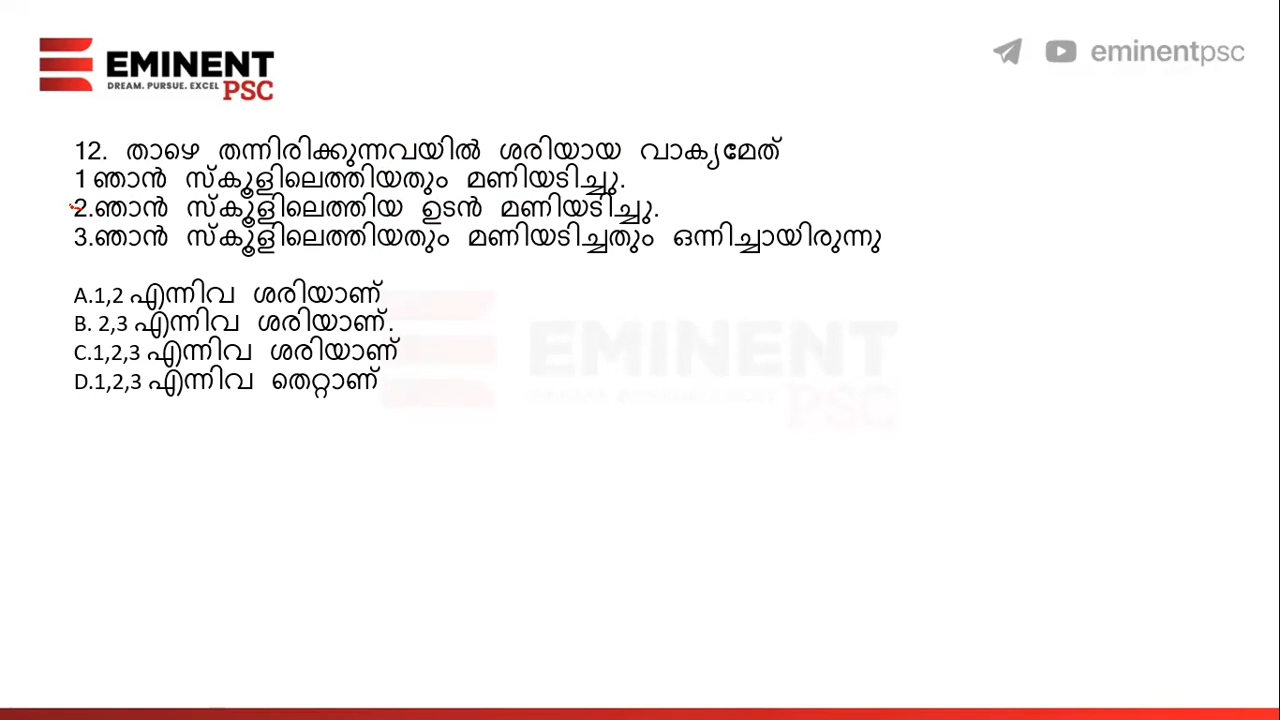 EMINENT
DREAM. PURSUE. EXCEL
PSC
eminentpsc
12. താഴെ തന്നിരിക്കുന്നവയിൽ ശരിയായ വാക്യമേത്
1 ഞാൻ സ്കൂളിലെത്തിയതും മണിയടിച്ചു.
2.ഞാൻ സ്കൂളിലെത്തിയ ഉടൻ മണിയടിച്ചു.
3.ഞാൻ സ്കൂളിലെത്തിയതും മണിയടിച്ചതും ഒന്നിച്ചായിരുന്നു
A.1,2 എന്നിവ ശരിയാണ്
B. 2,3 എന്നിവ ശരിയാണ്.
C.1,2,3 എന്നിവ ശരിയാണ്
D.1,2,3 എന്നിവ തെറ്റാണ്
EMINENT
PSC